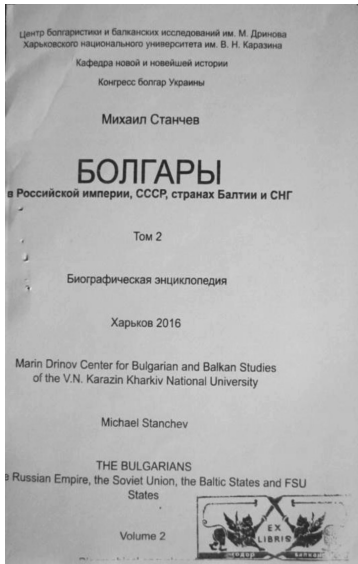 Центр болгаристики и балканских исследований им. М. Дринова
Харьковского национального университета им. В. Н. Каразина
Кафедра новой и новейшей истории
Конгресс болгар Украины
Михаил Станчев
БОЛГАРЫ
в Российской империи, СССР, странах Балтии и СНГ
Том 2
Биографическая энциклопедия
Харьков 2016
Marin Drinov Center for Bulgarian and Balkan Studies
of the V.N. Karazin Kharkiv National University
Michael Stanchev
THE BULGARIANS
Russian Empire, the Soviet Union, the Baltic States and FSU
States
Volume 2
EX
LIBRIS